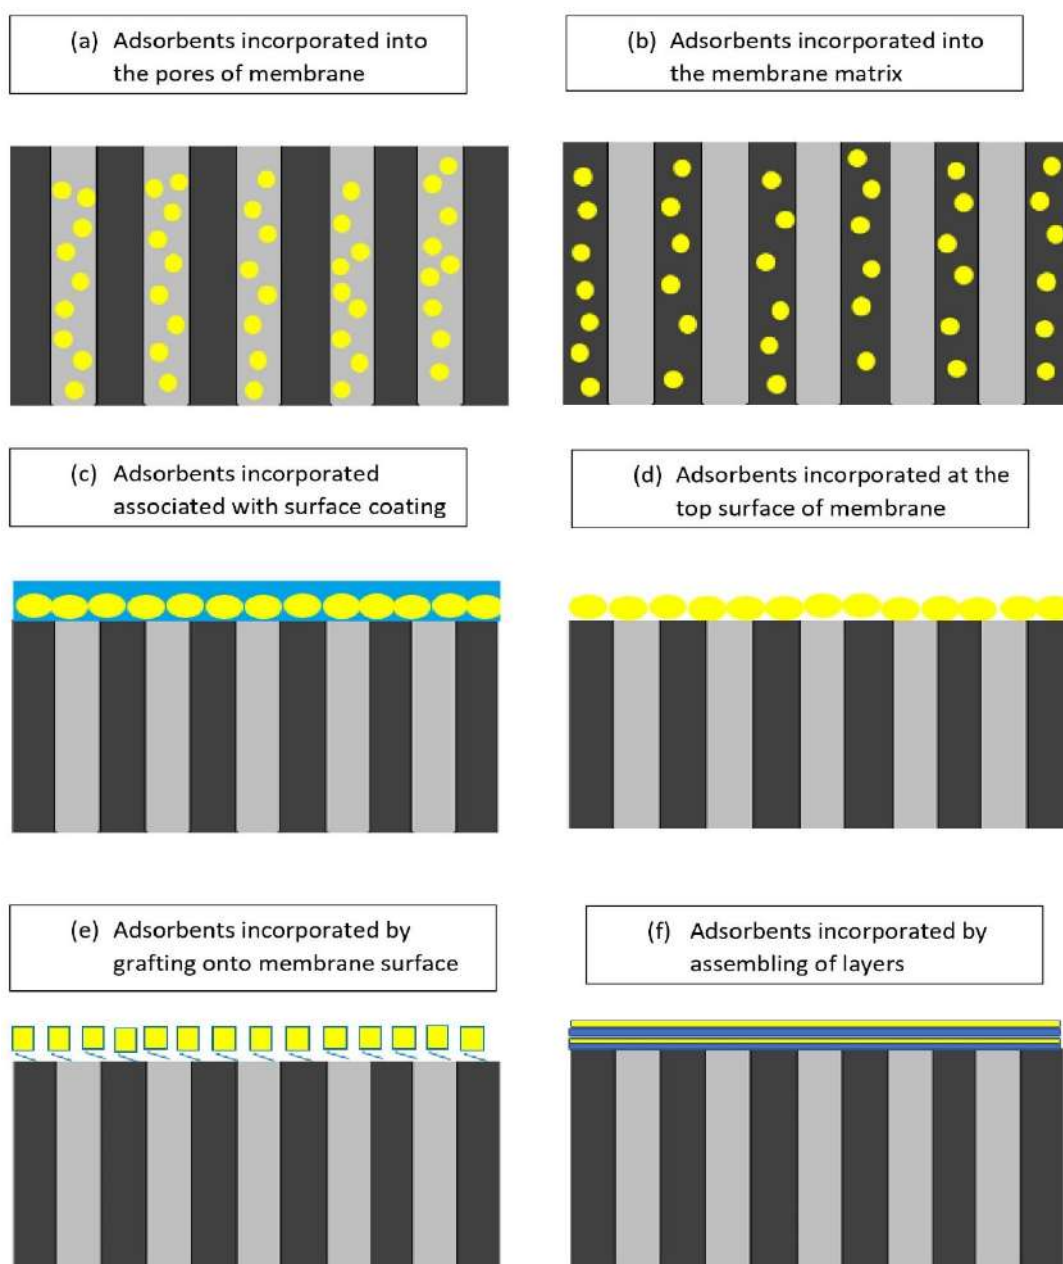 (a) Adsorbents incorporated into
the pores of membrane
(b) Adsorbents incorporated into
the membrane matrix
(c) Adsorbents incorporated
associated with surface coating
(d) Adsorbents incorporated at the
top surface of membrane
(e) Adsorbents incorporated by
grafting onto membrane surface
(f) Adsorbents incorporated by
assembling of layers